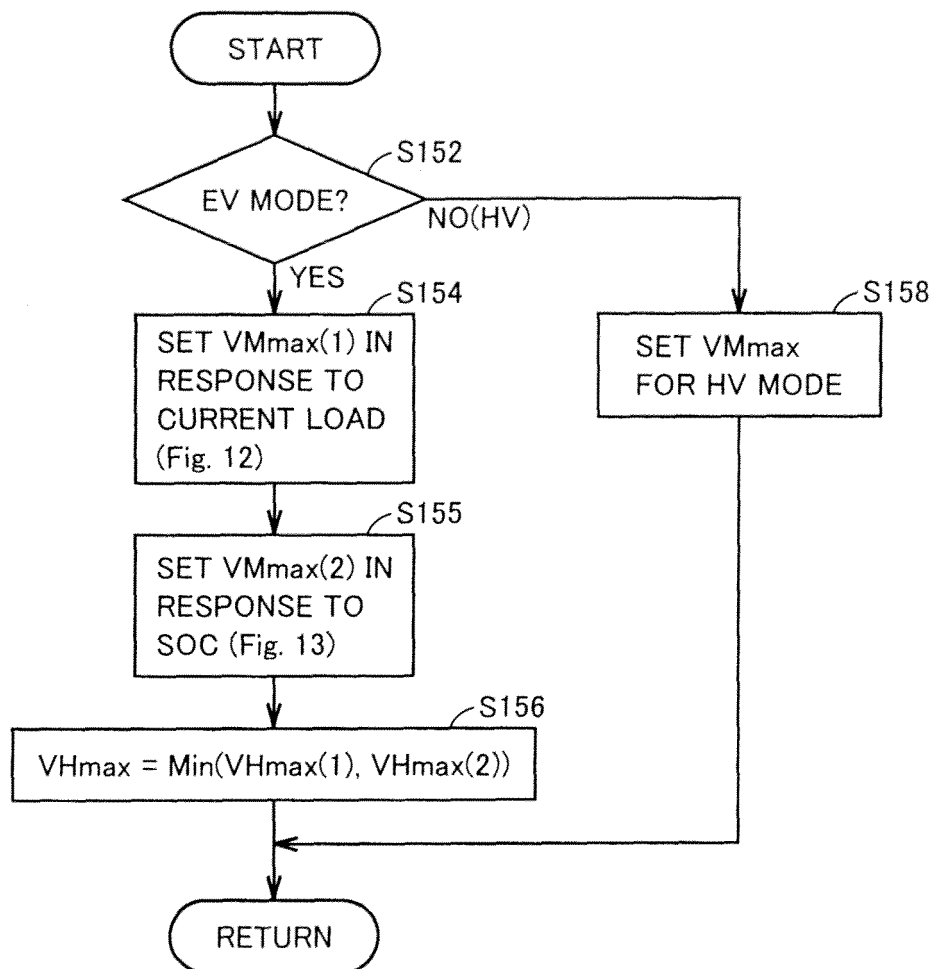 START
S152
EV MODE?
NO(HV)
YES
S154
SET VMmax(1) IN
RESPONSE TO
CURRENT LOAD
(Fig. 12)
S158
SET VMmax
FOR HV MODE
S155
SET VMmax(2) IN
RESPONSE TO
SOC (Fig. 13)
S156
VHmax = Min(VHmax(1), VHmax(2))
RETURN